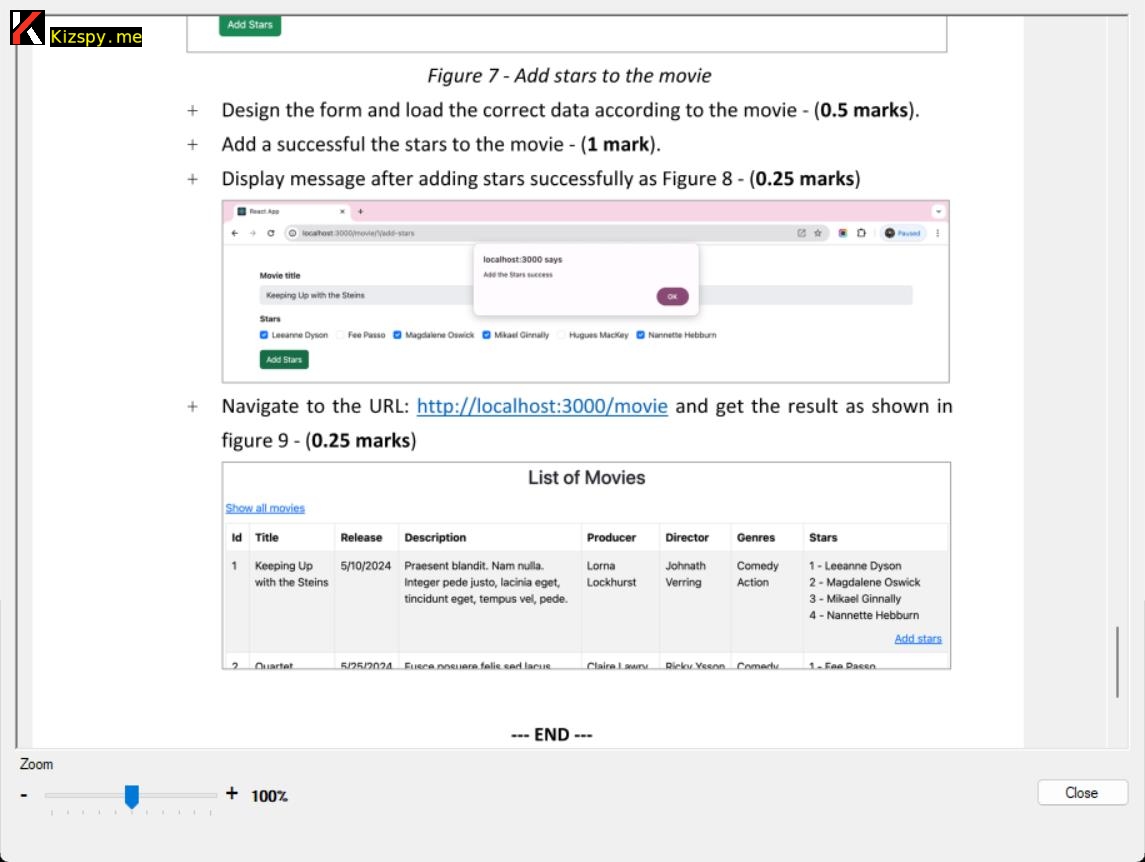 Kizspy.me
Add Stars
Figure 7 - Add stars to the movie
+ Design the form and load the correct data according to the movie - (0.5 marks).
+ Add a successful the stars to the movie - (1 mark).
+ Display message after adding stars successfully as Figure 8 - (0.25 marks)
React App
localhost:3000/movie/1/add-stars
Paused
localhost:3000 says
Add the Stars success
OK
Movie title
Keeping Up with the Steins
Stars
Leeanne Dyson Fee Passo Magdalene Oswick Mikael Ginnally Hugues MacKey Nannette Hebburn
Add Stars
+ Navigate to the URL: http://localhost:3000/movie and get the result as shown in
figure 9 - (0.25 marks)
List of Movies
Show all movies
Id Title Release Description Producer Director Genres Stars
1 Keeping Up 5/10/2024 Praesent blandit. Nam nulla. Lorna Johnath Comedy 1 - Leeanne Dyson
with the Steins Integer pede justo, lacinia eget, Lockhurst Verring Action 2 - Magdalene Oswick
tincidunt eget, tempus vel, pede. 3 - Mikael Ginnally
4 - Nannette Hebburn
Add stars
2 Quartet 5/25/2024 Fusce posuere felis sed lacus Claire Lawry Ricky Ysson Comedy 1 - Fee Passo
--- END ---
Zoom
- + 100%
Close